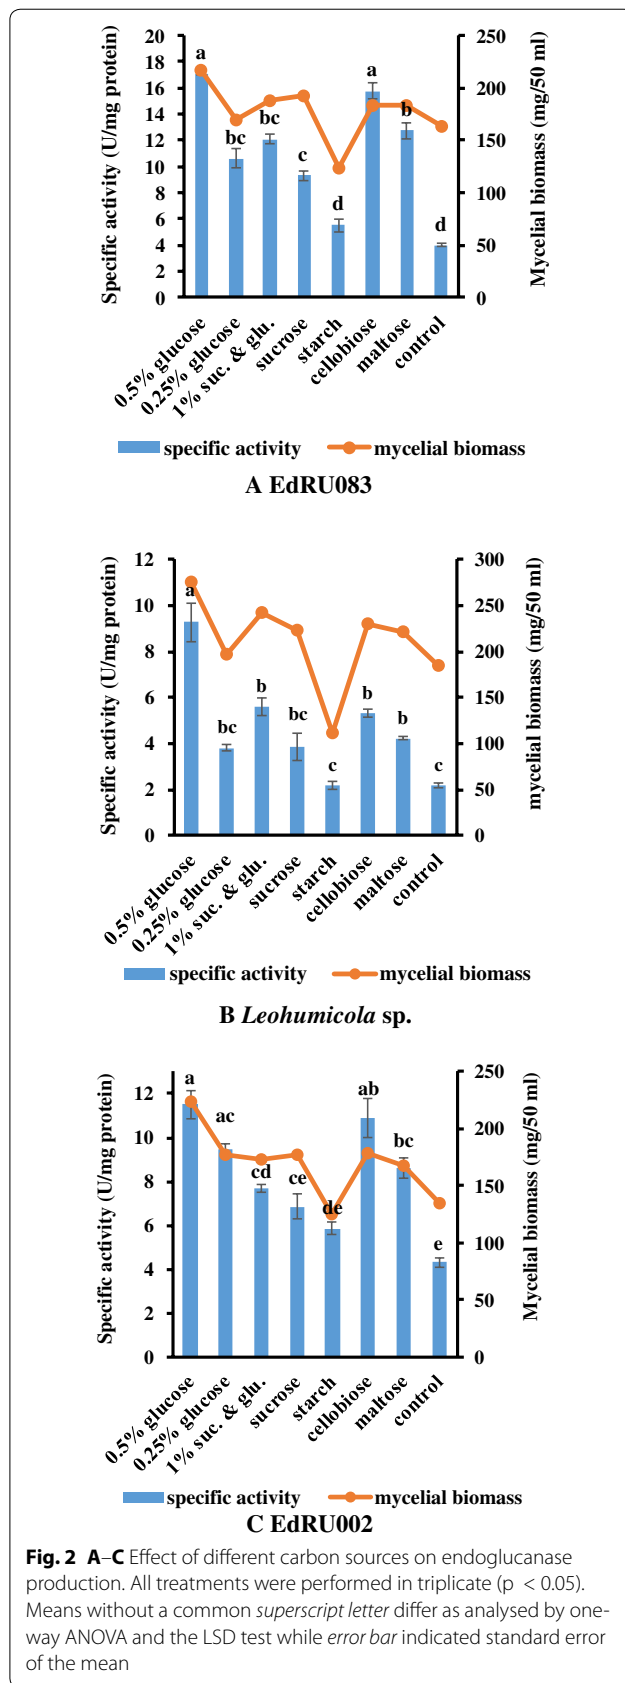 20
18
16
14
12
10
8
6
4
2
0
Specific activity (U/mg protein)
250
200
150
100
50
0
Mycelial biomass (mg/50 ml)
a
bc
bc
c
d
a
b
d
0.5% glucose
0.25% glucose
1% suc. & glu.
sucrose
starch
cellobiose
maltose
control
specific activity
mycelial biomass
A EdRU083
12
10
8
6
4
2
0
Specific activity (U/mg protein)
300
250
200
150
100
50
0
mycelial biomass (mg/50 ml)
a
bc
b
bc
c
b
b
c
0.5% glucose
0.25% glucose
1% suc. & glu.
sucrose
starch
cellobiose
maltose
control
specific activity
mycelial biomass
B Leohumicola sp.
12
10
8
6
4
2
0
Specific activity (U/mg protein)
250
200
150
100
50
0
Mycelial biomass (mg/50 ml)
a
ac
cd
ce
de
ab
bc
e
0.5% glucose
0.25% glucose
1% suc. & glu.
sucrose
starch
cellobiose
maltose
control
specific activity
mycelial biomass
C EdRU002
Fig. 2 A–C Effect of different carbon sources on endoglucanase
production. All treatments were performed in triplicate (p < 0.05).
Means without a common superscript letter differ as analysed by one-
way ANOVA and the LSD test while error bar indicated standard error
of the mean